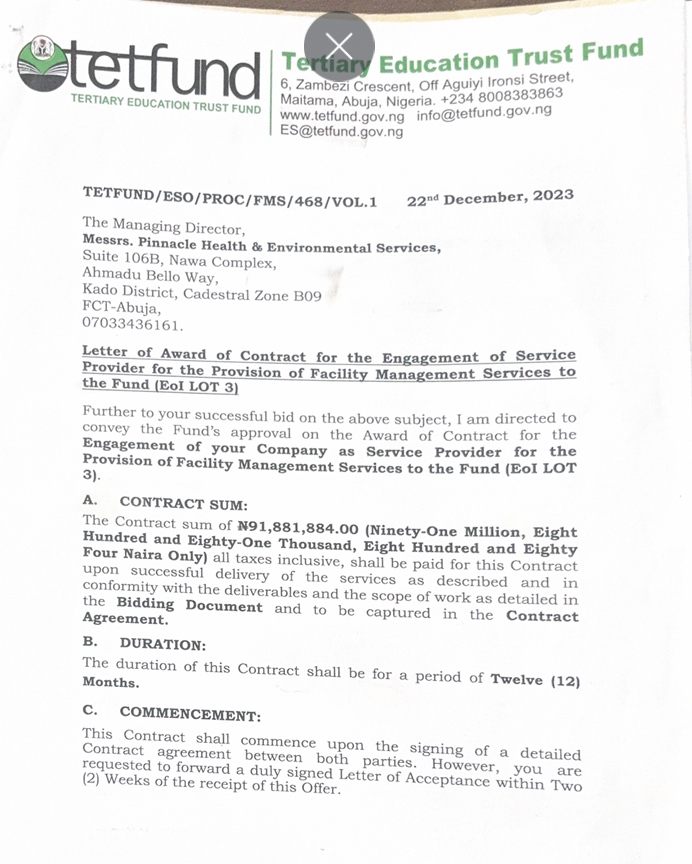 tetfund
TERTIARY EDUCATION TRUST FUND
Tertiary Education Trust Fund
6, Zambezi Crescent, Off Aguiyi Ironsi Street,
Maitama, Abuja, Nigeria. +234 8008383863
www.tetfund.gov.ng info@tetfund.gov.ng
ES@tetfund.gov.ng
TETFUND/ESO/PROC/FMS/468/VOL.1 22nd December, 2023
The Managing Director,
Messrs. Pinnacle Health & Environmental Services,
Suite 106B, Nawa Complex,
Ahmadu Bello Way,
Kado District, Cadestral Zone B09
FCT-Abuja,
07033436161.
Letter of Award of Contract for the Engagement of Service
Provider for the Provision of Facility Management Services to
the Fund (EoI LOT 3)
Further to your successful bid on the above subject, I am directed to
convey the Fund's approval on the Award of Contract for the
Engagement of your Company as Service Provider for the
Provision of Facility Management Services to the Fund (EoI LOT
3).
A. CONTRACT SUM:
The Contract sum of ₦91,881,884.00 (Ninety-One Million, Eight
Hundred and Eighty-One Thousand, Eight Hundred and Eighty
Four Naira Only) all taxes inclusive, shall be paid for this Contract
upon successful delivery of the services as described and in
conformity with the deliverables and the scope of work as detailed in
the Bidding Document and to be captured in the Contract
Agreement.
B. DURATION:
The duration of this Contract shall be for a period of Twelve (12)
Months.
C. COMMENCEMENT:
This Contract shall commence upon the signing of a detailed
Contract agreement between both parties. However, you are
requested to forward a duly signed Letter of Acceptance within Two
(2) Weeks of the receipt of this Offer.